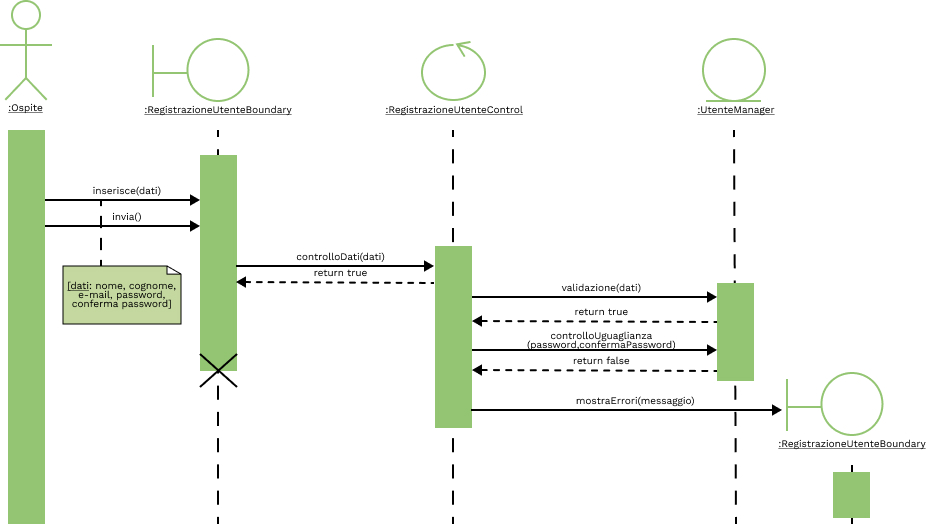 :Ospite
:RegistrazioneUtenteBoundary
:RegistrazioneUtenteControl
:UtenteManager
inserisce(dati)
invia()
[dati: nome, cognome,
e-mail, password,
conferma password]
controlloDati(dati)
return true
validazione(dati)
return true
controlloUguaglianza
(password,confermaPassword)
return false
mostraErrori(messaggio)
:RegistrazioneUtenteBoundary